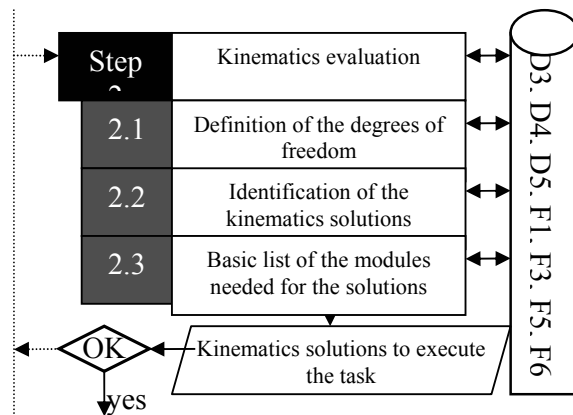 Step
Kinematics evaluation
2.1
Definition of the degrees of
freedom
2.2
Identification of the
kinematics solutions
2.3
Basic list of the modules
needed for the solutions
Kinematics solutions to execute
the task
OK
yes
D3. D4. D5. F1. F3. F5. F6